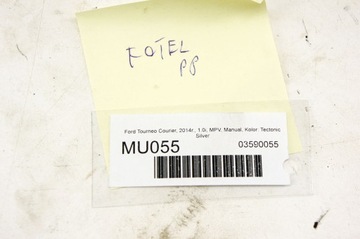 FOTEL
PP
Ford Tourneo Courier, 2014r., 1.0i, MPV, Manual, Kolor: Tectonic
Silver
MU055 03590055